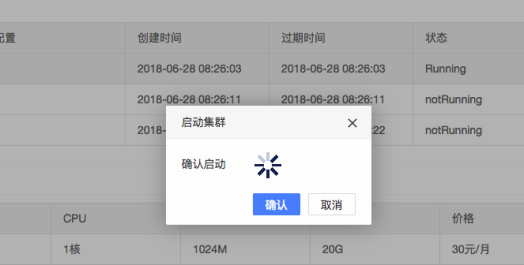 配置 创建时间 过期时间 状态
2018-06-28 08:26:03 2018-06-28 08:26:03 Running
2018-06-28 08:26:11 2018-06-28 08:26:11 notRunning
2018- :22 notRunning
启动集群
确认启动
确认 取消
CPU 价格
1核 1024M 20G 30元/月